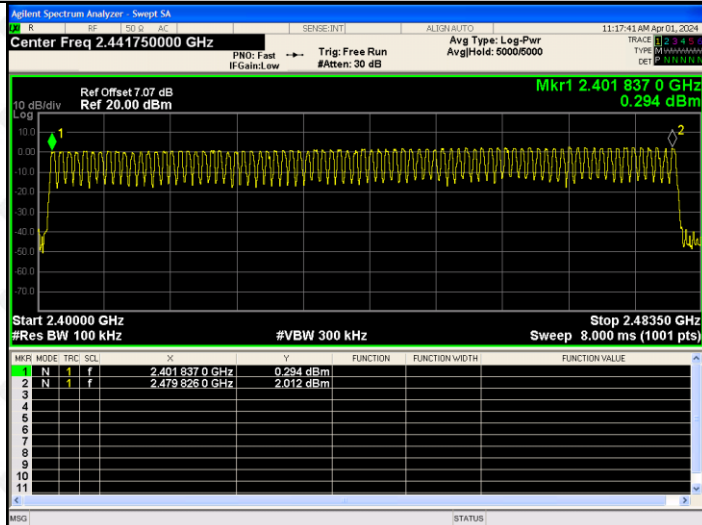 Agilent Spectrum Analyzer - Swept SA
R RF 50 Ω AC SENSE:INT ALIGN AUTO 11:17:41 AM Apr 01, 2024
Center Freq 2.441750000 GHz
PNO: Fast
IFGain:Low
Trig: Free Run
#Atten: 30 dB
Avg Type: Log-Pwr
Avg|Hold: 5000/5000
TRACE 1 2 3 4 5 6
TYPE M
DET P N N N N N
Ref Offset 7.07 dB
10 dB/div Ref 20.00 dBm
Log
Mkr1 2.401 837 0 GHz
0.294 dBm
1
2
10.0
0.00
-10.0
-20.0
-30.0
-40.0
-50.0
-60.0
-70.0
Start 2.40000 GHz Stop 2.48350 GHz
#Res BW 100 kHz #VBW 300 kHz Sweep 8.000 ms (1001 pts)
MKR MODE TRC SCL X Y FUNCTION FUNCTION WIDTH FUNCTION VALUE
1 N 1 f 2.401 837 0 GHz 0.294 dBm
2 N 1 f 2.479 826 0 GHz 2.012 dBm
3
4
5
6
7
8
9
10
11
MSG STATUS